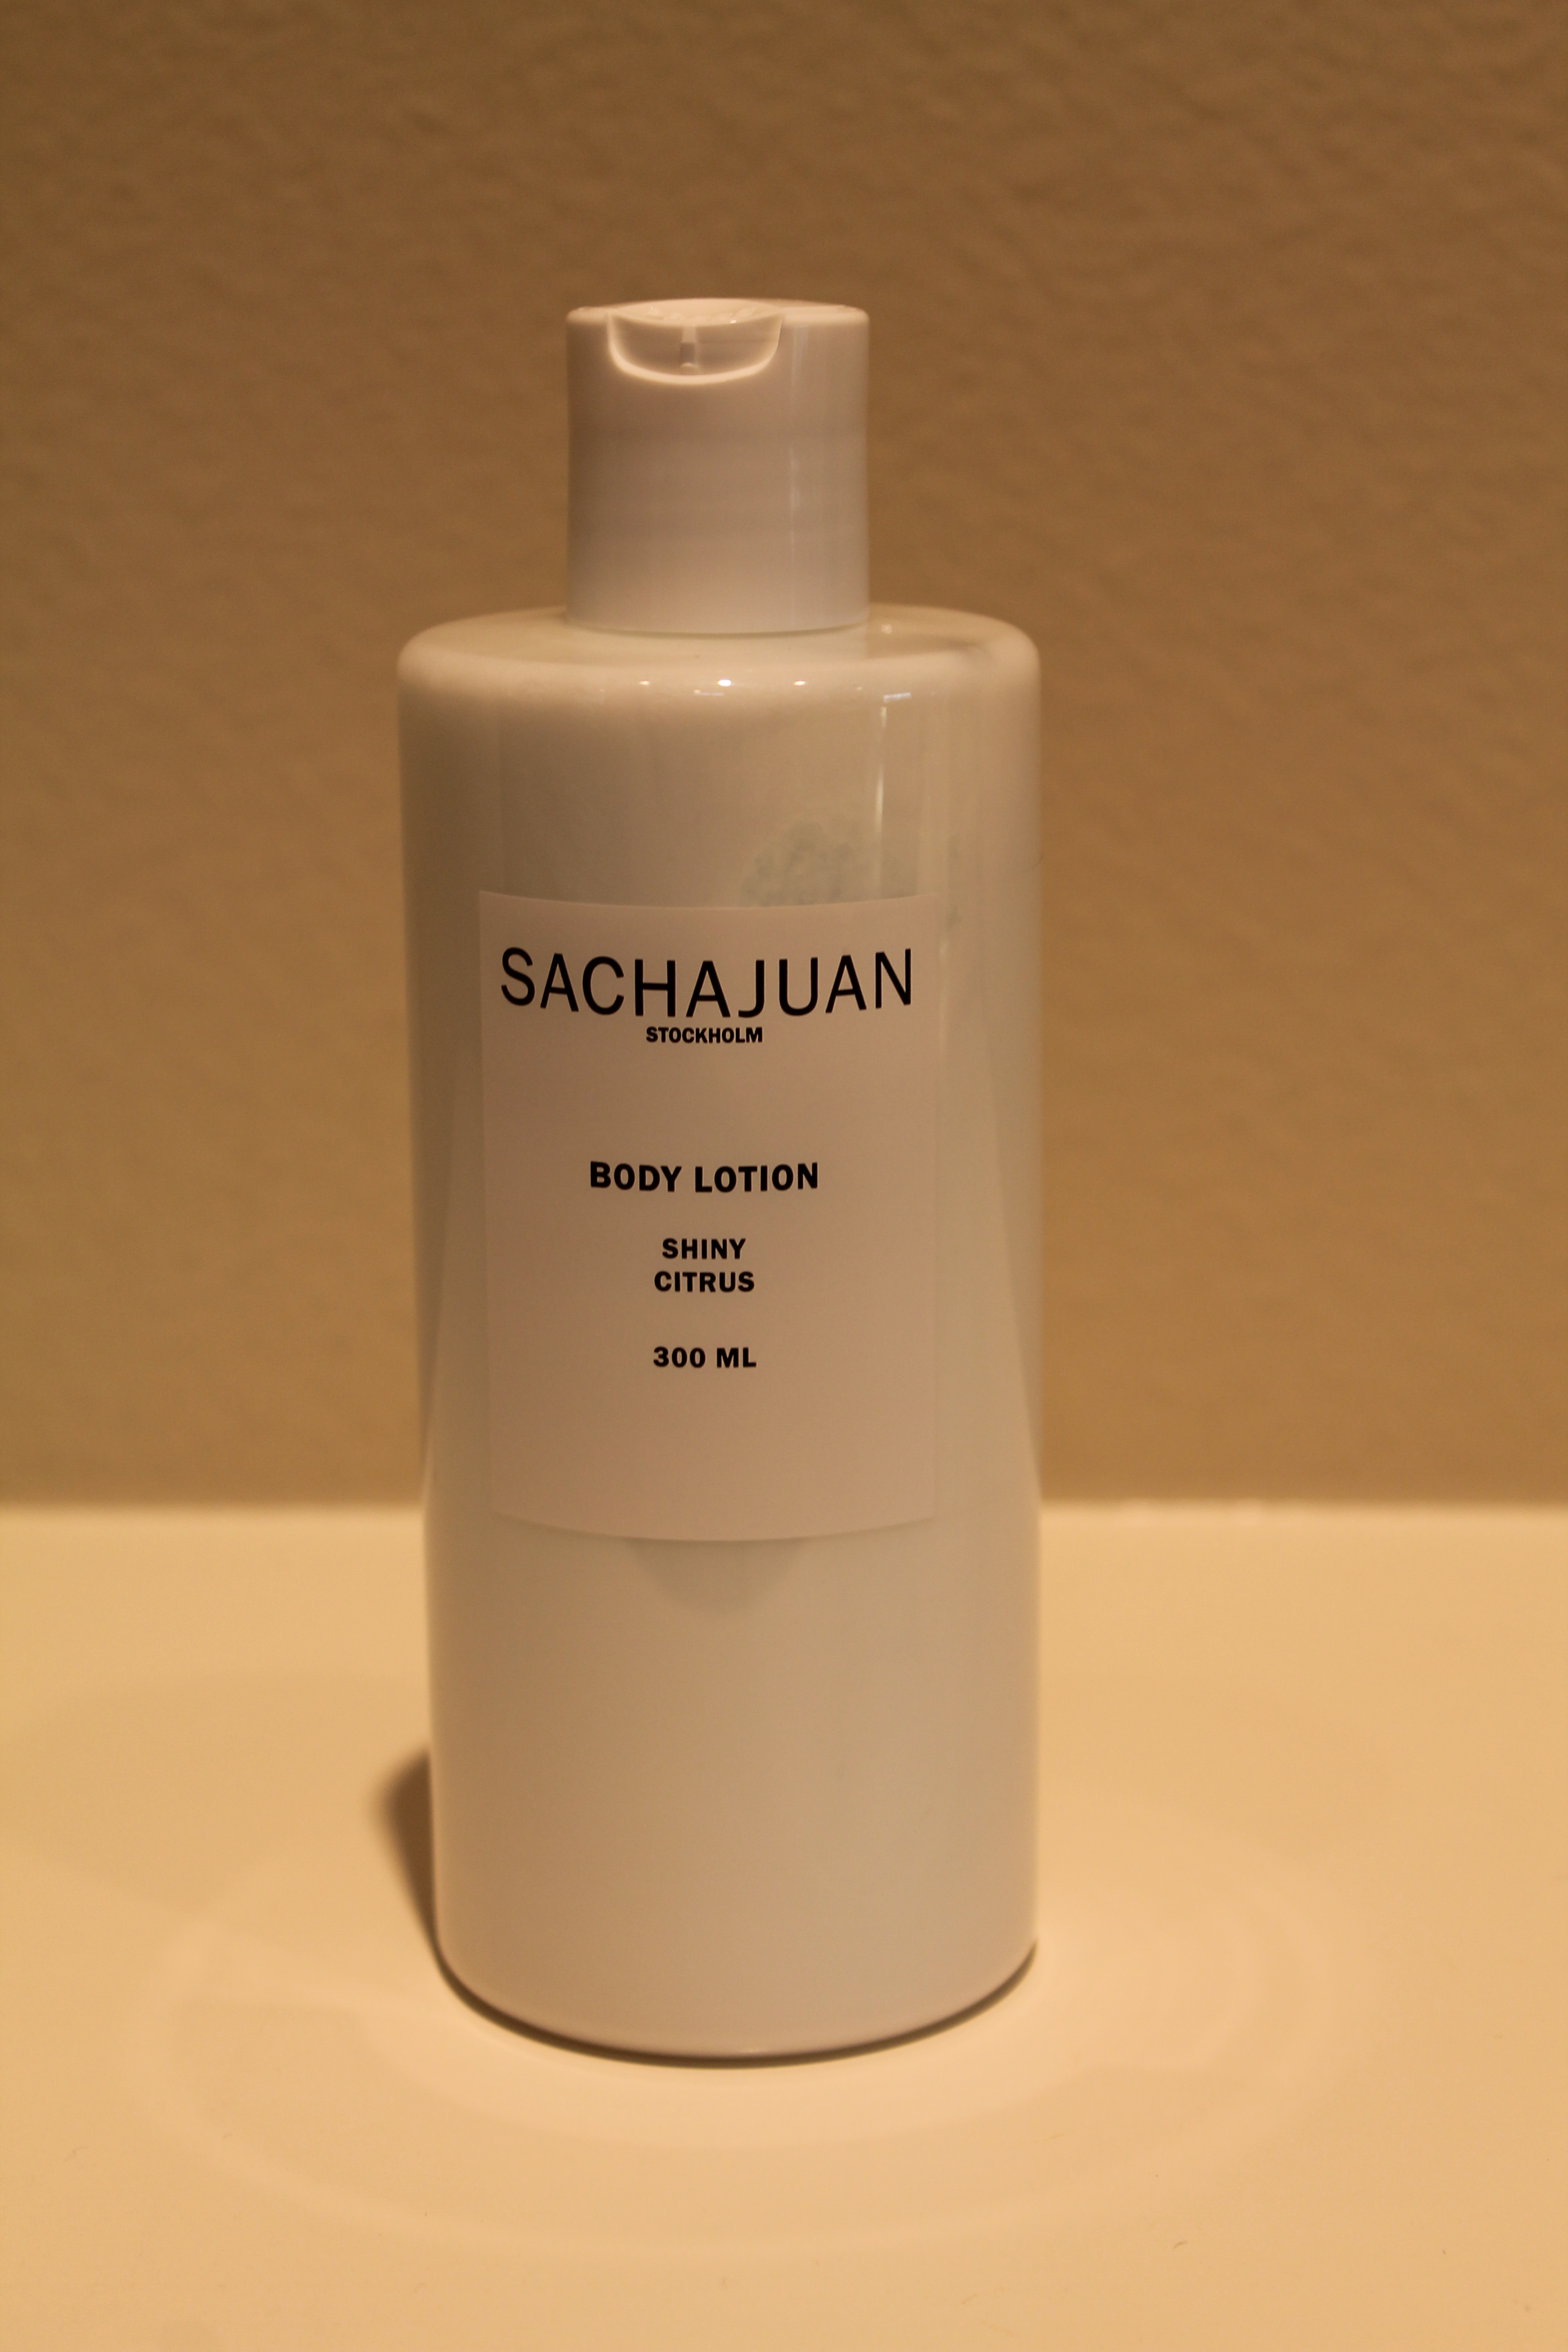 SACHAJUAN
STOCKHOLM
BODY LOTION
SHINY
CITRUS
300 ML